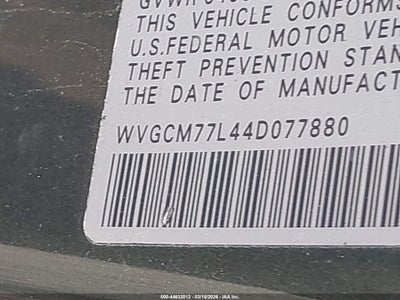 THIS VEHICLE CONFORMS
U.S.FEDERAL MOTOR VEH
THEFT PREVENTION STAN
THE DATE OF MANUFACT
WVGCM77L44D077880
000-44632012 - 03/18/2026 - IAA Inc.